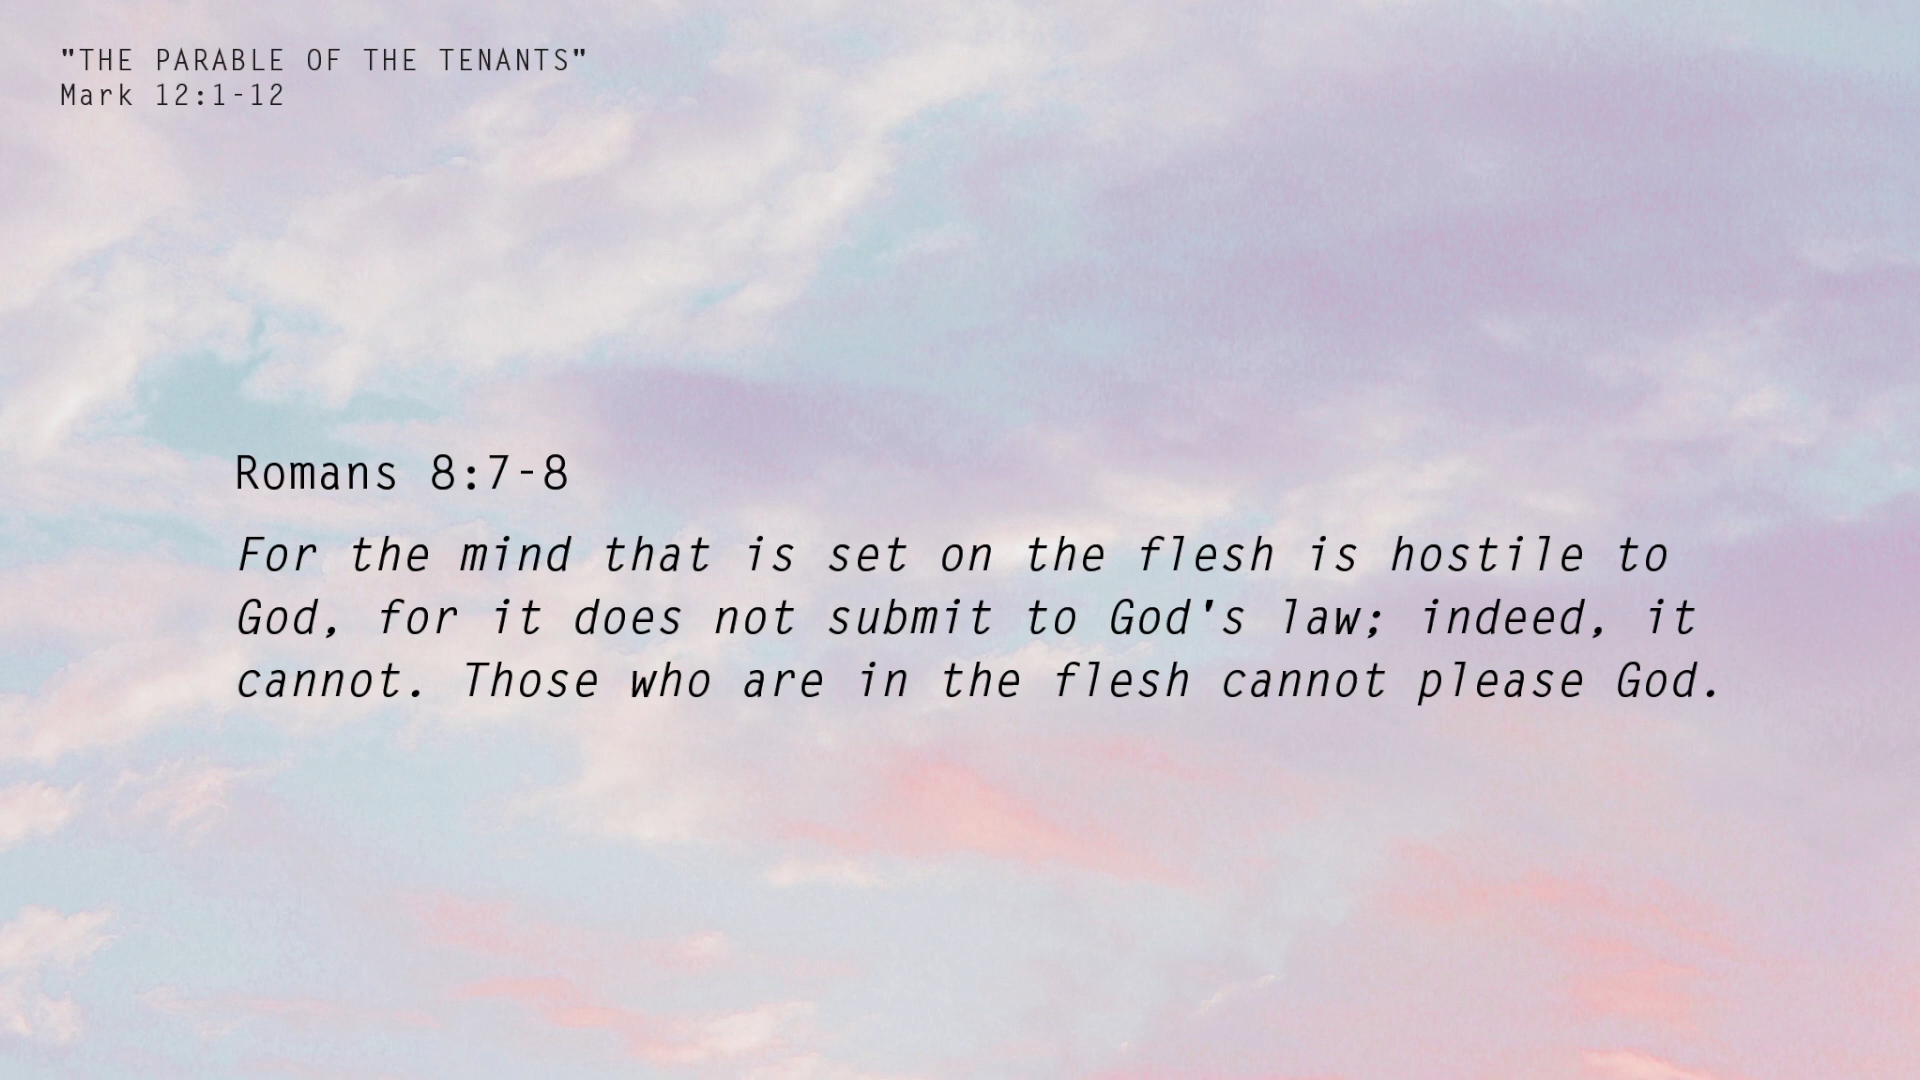 "THE PARABLE OF THE TENANTS"
Mark 12:1-12
Romans 8:7-8
For the mind that is set on the flesh is hostile to
God, for it does not submit to God's law; indeed, it
cannot. Those who are in the flesh cannot please God.